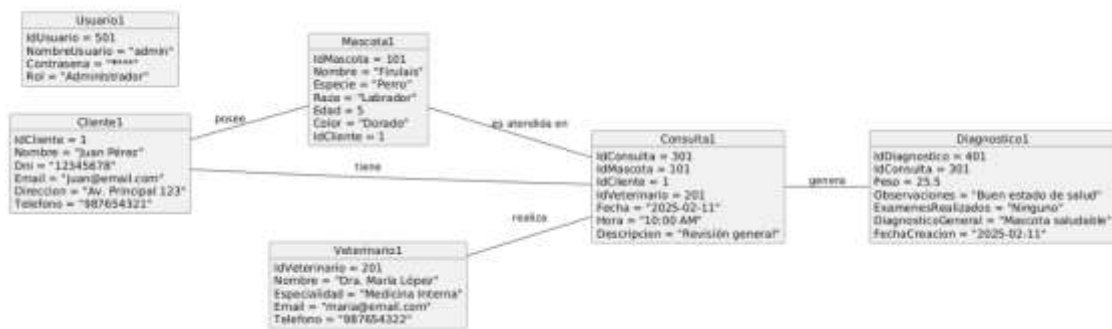 Usuario1
IdUsuario = 501
NombreUsuario = "admin"
Contrasena = "****"
Rol = "Administrador"
Mascota1
IdMascota = 101
Nombre = "Firulais"
Especie = "Perro"
Raza = "Labrador"
Edad = 5
Color = "Dorado"
IdCliente = 1
posee
es atendida en
Cliente1
IdCliente = 1
Nombre = "Juan Pérez"
Dni = "12345678"
Email = "juan@email.com"
Direccion = "Av. Principal 123"
Telefono = "987654321"
tiene
Consulta1
IdConsulta = 301
IdMascota = 101
IdCliente = 1
IdVeterinario = 201
Fecha = "2025-02-11"
Hora = "10:00 AM"
Descripcion = "Revisión general"
genera
Diagnostico1
IdDiagnostico = 401
IdConsulta = 301
Peso = 25.5
Observaciones = "Buen estado de salud"
ExamenesRealizados = "Ninguno"
DiagnosticoGeneral = "Mascota saludable"
FechaCreacion = "2025-02-11"
realiza
Veterinario1
IdVeterinario = 201
Nombre = "Dra. María López"
Especialidad = "Medicina Interna"
Email = "maria@email.com"
Telefono = "987654322"